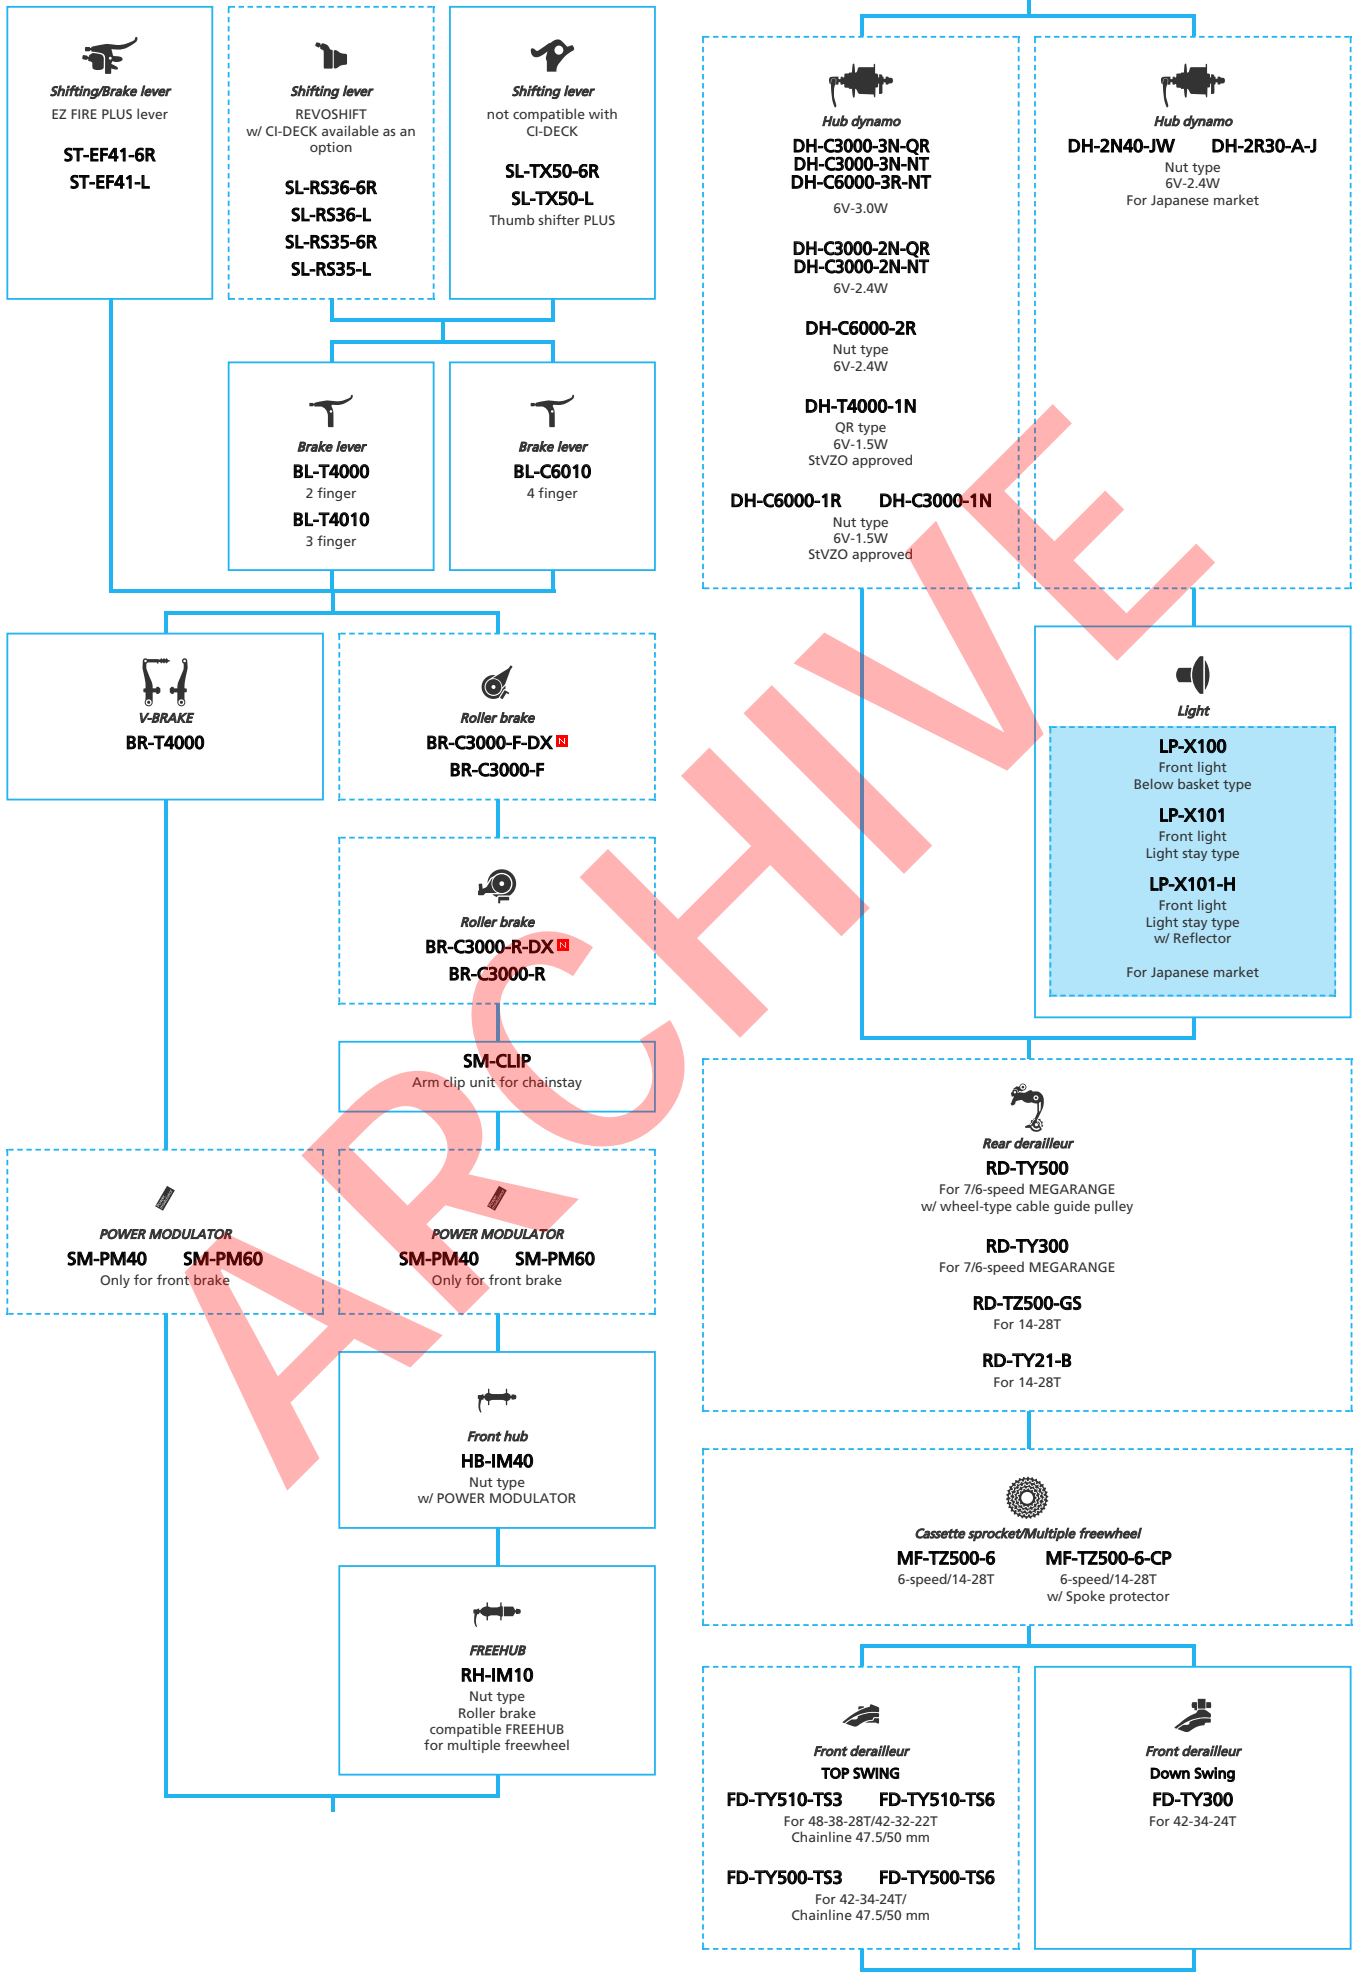 Shifting/Brake lever
EZ FIRE PLUS lever
ST-EF41-6R
ST-EF41-L
Shifting lever
REVOSHIFT
w/ CI-DECK available as an
option
SL-RS36-6R
SL-RS36-L
SL-RS35-6R
SL-RS35-L
Shifting lever
not compatible with
CI-DECK
SL-TX50-6R
SL-TX50-L
Thumb shifter PLUS
Brake lever
BL-T4000
2 finger
BL-T4010
3 finger
Brake lever
BL-C6010
4 finger
V-BRAKE
BR-T4000
Roller brake
BR-C3000-F-DX N
BR-C3000-F
Roller brake
BR-C3000-R-DX N
BR-C3000-R
SM-CLIP
Arm clip unit for chainstay
POWER MODULATOR
SM-PM40 SM-PM60
Only for front brake
POWER MODULATOR
SM-PM40 SM-PM60
Only for front brake
Front hub
HB-IM40
Nut type
w/ POWER MODULATOR
FREEHUB
RH-IM10
Nut type
Roller brake
compatible FREEHUB
for multiple freewheel
Hub dynamo
DH-C3000-3N-QR
DH-C3000-3N-NT
DH-C6000-3R-NT
6V-3.0W
DH-C3000-2N-QR
DH-C3000-2N-NT
6V-2.4W
DH-C6000-2R
Nut type
6V-2.4W
DH-T4000-1N
QR type
6V-1.5W
StVZO approved
DH-C6000-1R DH-C3000-1N
Nut type
6V-1.5W
StVZO approved
Hub dynamo
DH-2N40-JW DH-2R30-A-J
Nut type
6V-2.4W
For Japanese market
Light
LP-X100
Front light
Below basket type
LP-X101
Front light
Light stay type
LP-X101-H
Front light
Light stay type
w/ Reflector
For Japanese market
Rear derailleur
RD-TY500
For 7/6-speed MEGARANGE
w/ wheel-type cable guide pulley
RD-TY300
For 7/6-speed MEGARANGE
RD-TZ500-GS
For 14-28T
RD-TY21-B
For 14-28T
Cassette sprocket/Multiple freewheel
MF-TZ500-6 MF-TZ500-6-CP
6-speed/14-28T 6-speed/14-28T
w/ Spoke protector
Front derailleur
TOP SWING
FD-TY510-TS3 FD-TY510-TS6
For 48-38-28T/42-32-22T
Chainline 47.5/50 mm
FD-TY500-TS3 FD-TY500-TS6
For 42-34-24T/
Chainline 47.5/50 mm
Front derailleur
Down Swing
FD-TY300
For 42-34-24T
ARCHIVE